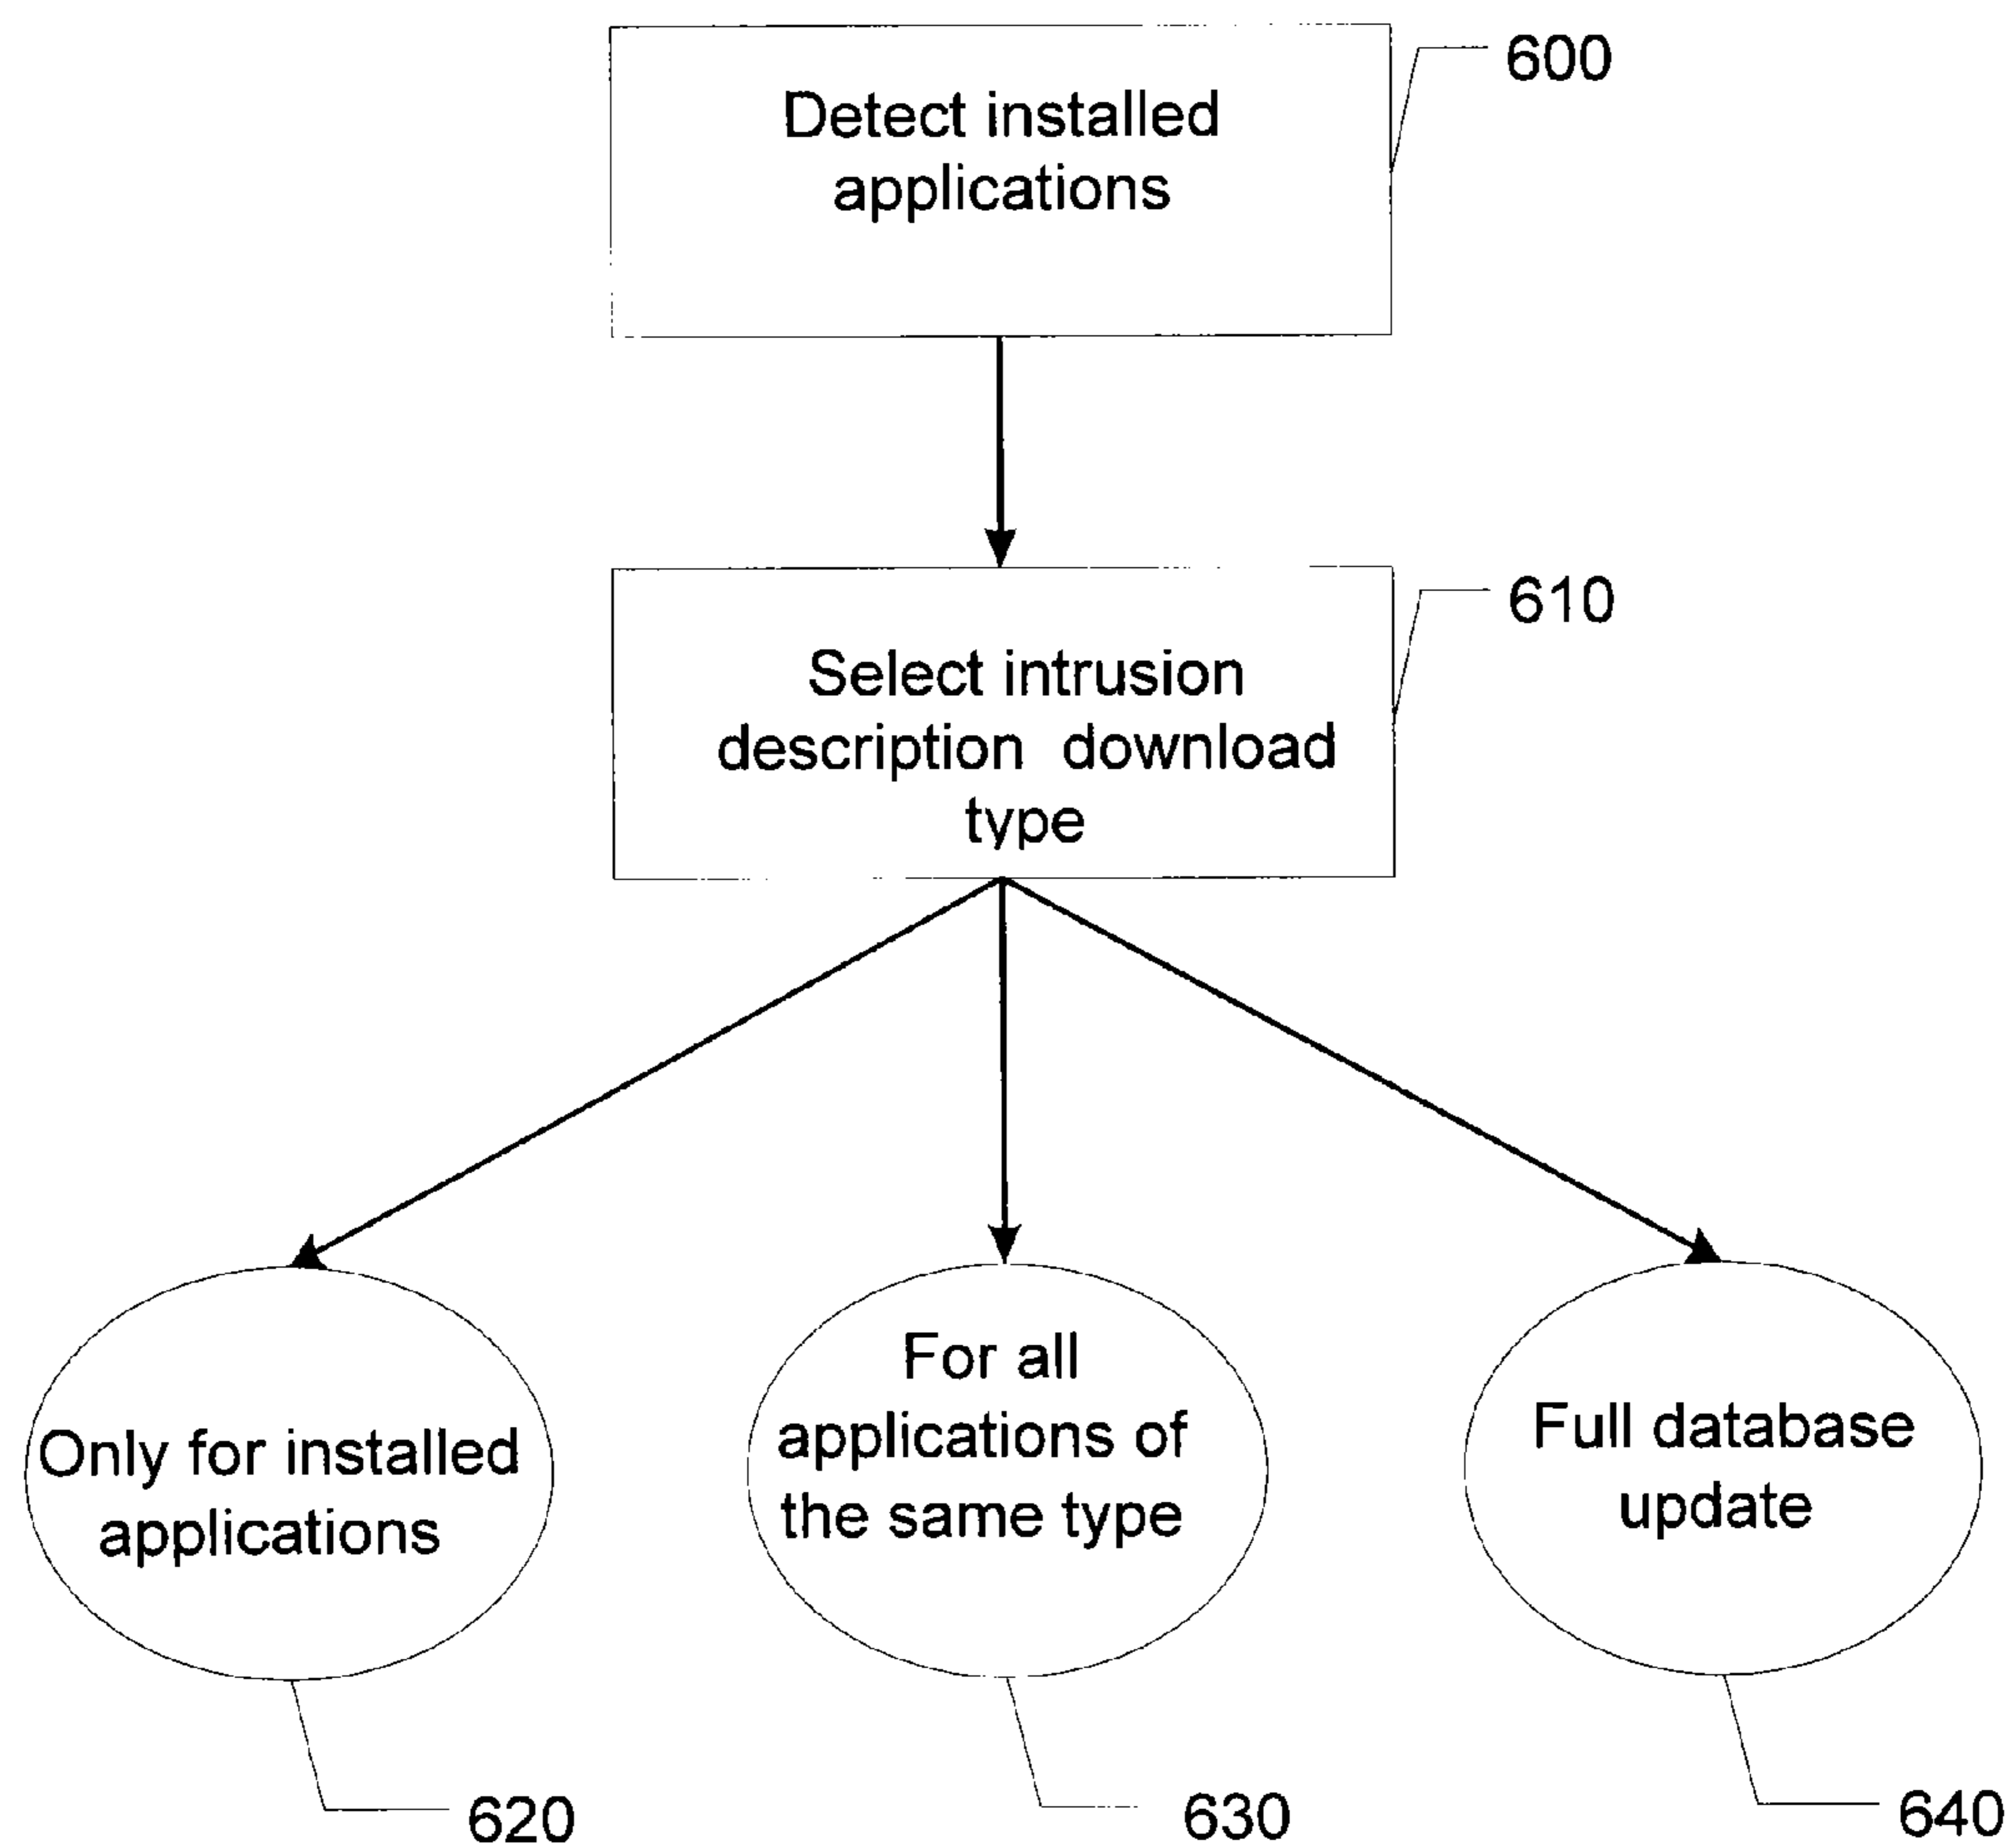 Detect installed
applications
600
Select intrusion
description download
type
610
Only for installed
applications
620
For all
applications of
the same type
630
Full database
update
640